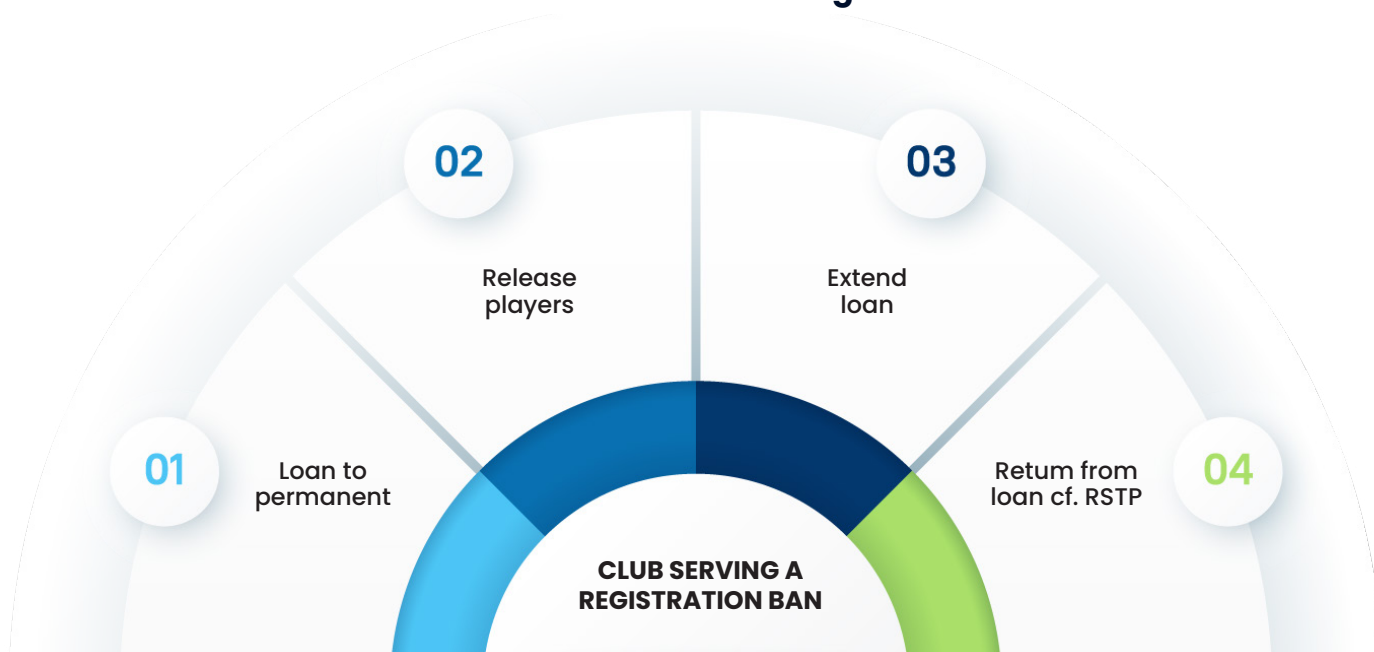 02
03
Release
players
Extend
loan
01
Loan to
permanent
Retum from
loan cf. RSTP
04
CLUB SERVING A
REGISTRATION BAN